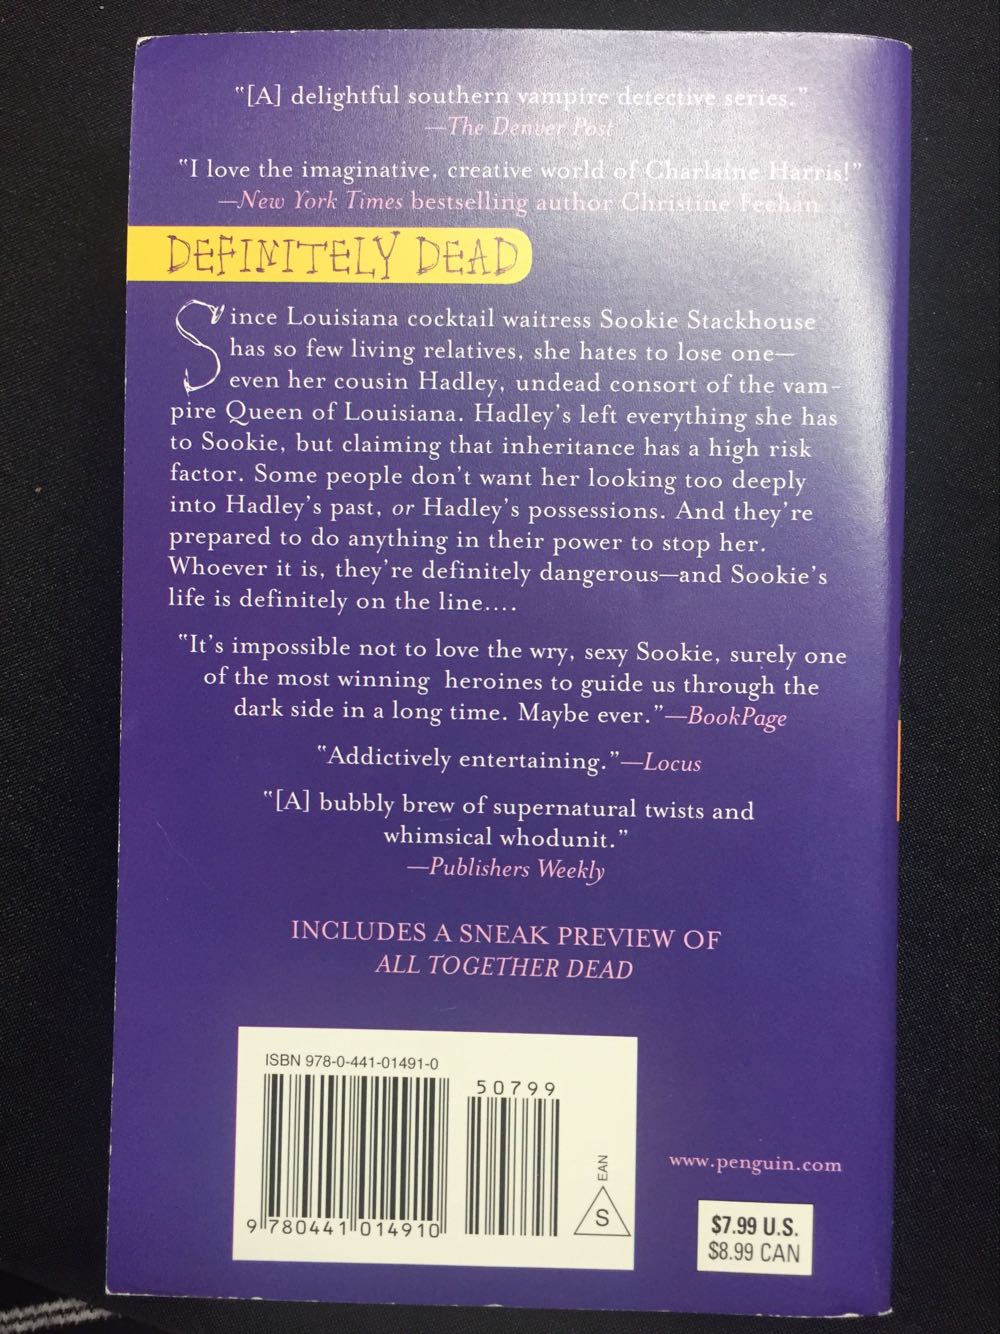 "[A] delightful southern vampire detective series."
—The Denver Post
"I love the imaginative, creative world of Charlaine Harris!"
—New York Times bestselling author Christine Feehan
DEFINITELY DEAD
Since Louisiana cocktail waitress Sookie Stackhouse
has so few living relatives, she hates to lose one—
even her cousin Hadley, undead consort of the vam-
pire Queen of Louisiana. Hadley's left everything she has
to Sookie, but claiming that inheritance has a high risk
factor. Some people don't want her looking too deeply
into Hadley's past, or Hadley's possessions. And they're
prepared to do anything in their power to stop her.
Whoever it is, they're definitely dangerous—and Sookie's
life is definitely on the line....
"It's impossible not to love the wry, sexy Sookie, surely one
of the most winning heroines to guide us through the
dark side in a long time. Maybe ever."—BookPage
"Addictively entertaining."—Locus
"[A] bubbly brew of supernatural twists and
whimsical whodunit."
—Publishers Weekly
INCLUDES A SNEAK PREVIEW OF
ALL TOGETHER DEAD
ISBN 978-0-441-01491-0
50799
9 780441 014910
EAN
S
www.penguin.com
$7.99 U.S.
$8.99 CAN